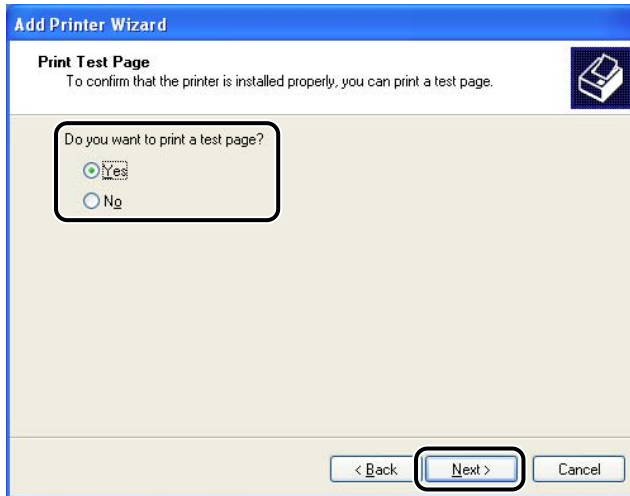 Add Printer Wizard
Print Test Page
To confirm that the printer is installed properly, you can print a test page.
Do you want to print a test page?
Yes
No
< Back
Next >
Cancel